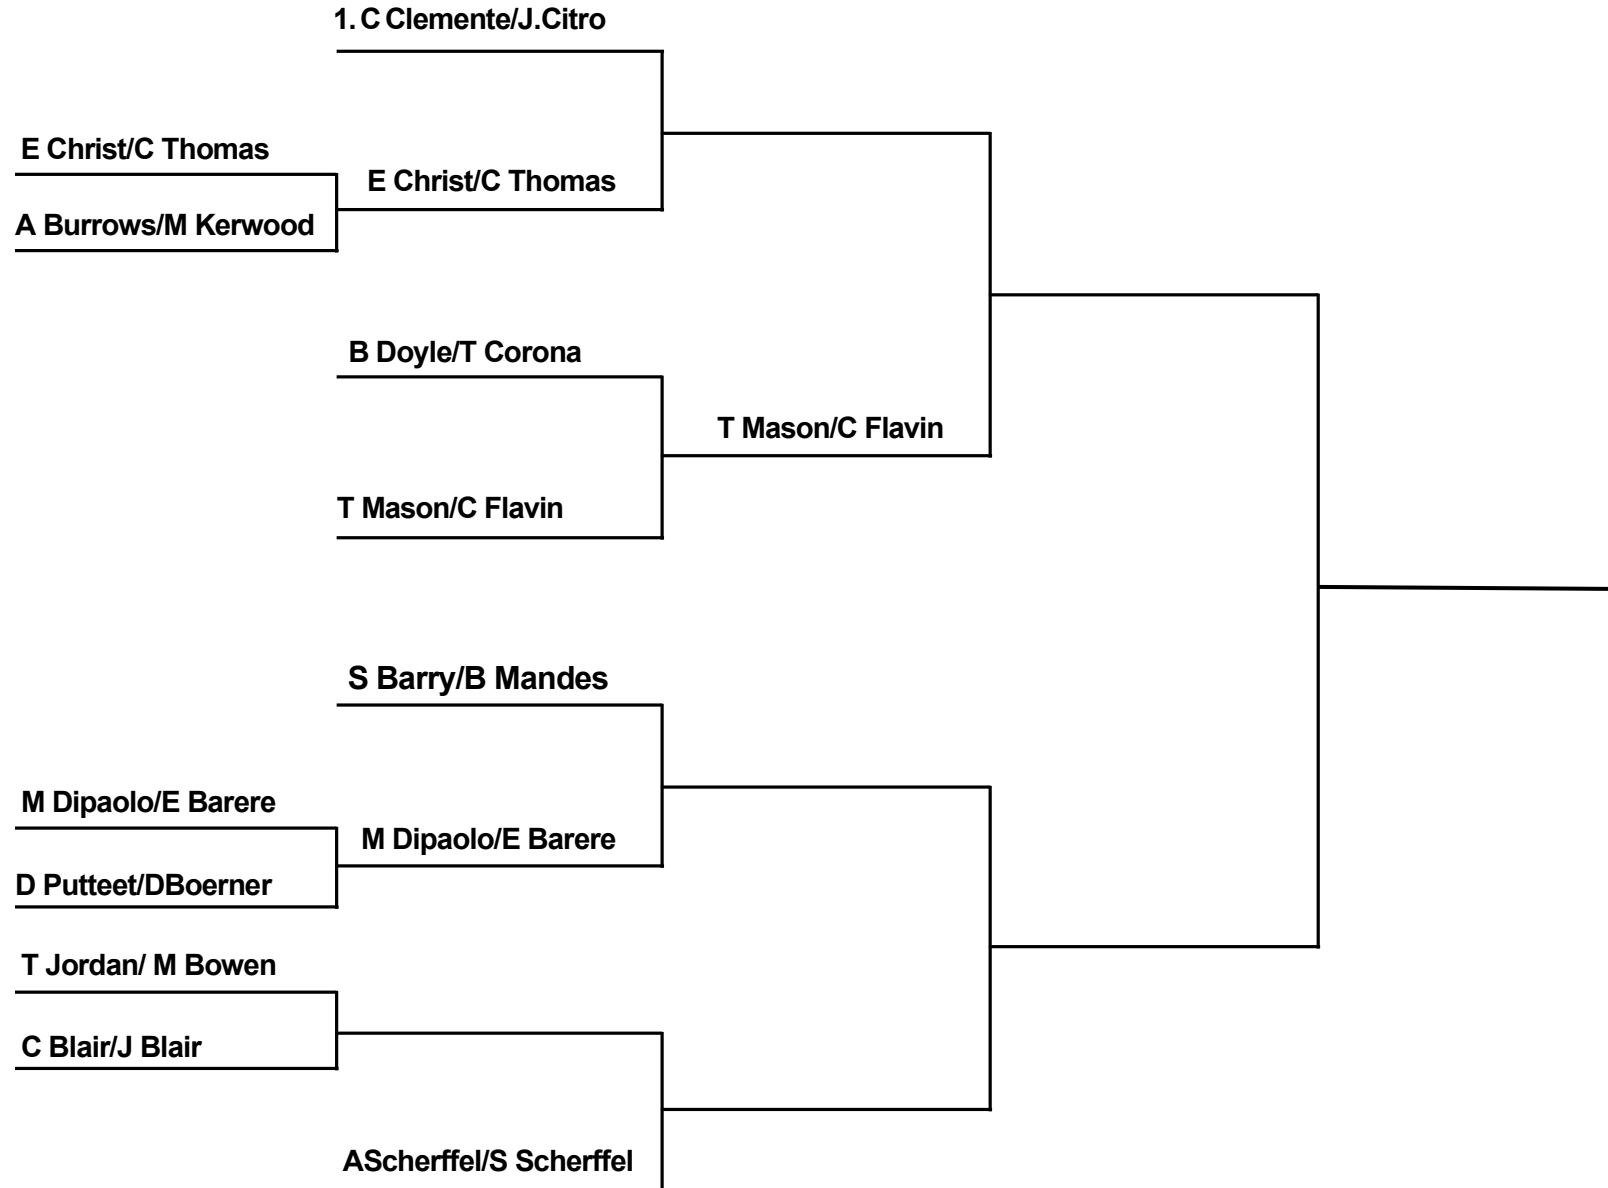 1. C Clemente/J.Citro
E Christ/C Thomas
E Christ/C Thomas
A Burrows/M Kerwood
B Doyle/T Corona
T Mason/C Flavin
T Mason/C Flavin
S Barry/B Mandes
M Dipaolo/E Barere
M Dipaolo/E Barere
D Putteet/DBoerner
T Jordan/ M Bowen
C Blair/J Blair
AScherffel/S Scherffel